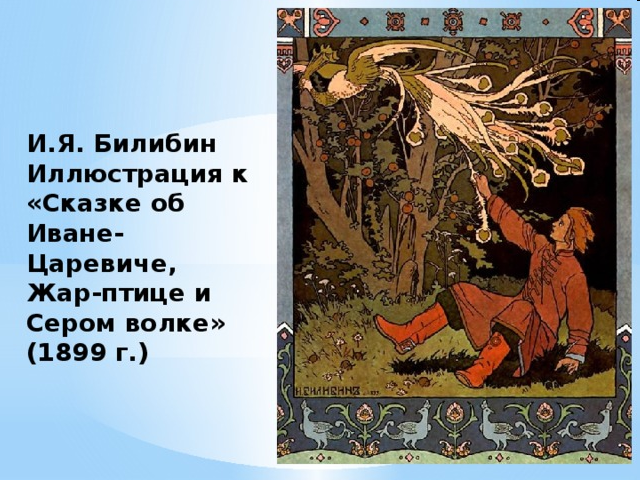 И.Я. Билибин
Иллюстрация к
«Сказке об
Иване-
Царевиче,
Жар-птице и
Сером волке»
(1899 г.)